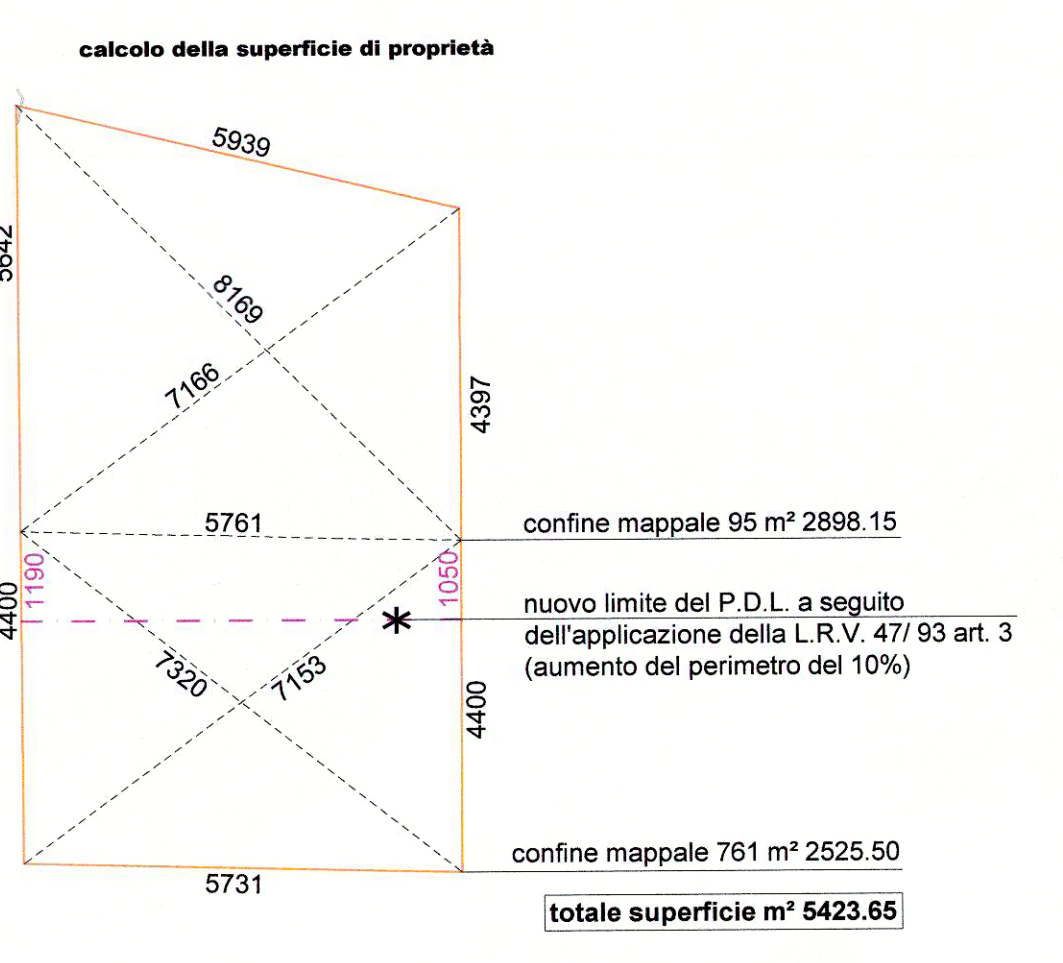 calcolo della superficie di proprietà
5939
5642
8169
7166
4397
5761
confine mappale 95 m² 2898.15
1190
1050
4400
nuovo limite del P.D.L. a seguito
dell'applicazione della L.R.V. 47/ 93 art. 3
(aumento del perimetro del 10%)
*
7320
7153
4400
confine mappale 761 m² 2525.50
5731
totale superficie m² 5423.65